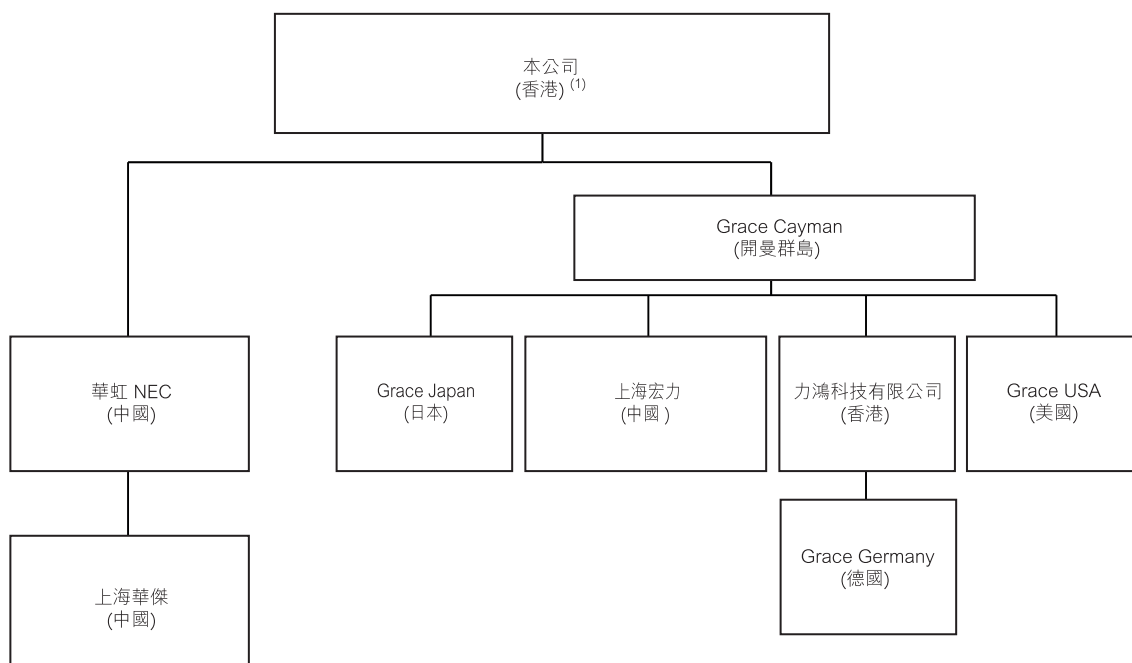 本公司
(香港) (1)
Grace Cayman
(開曼群島)
華虹 NEC
(中國)
Grace Japan
(日本)
上海宏力
(中國 )
力鴻科技有限公司
(香港)
Grace USA
(美國)
上海華傑
(中國)
Grace Germany
(德國)